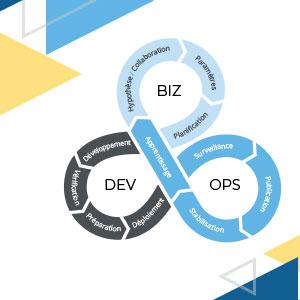 Hypothèse / Collaboration
Paramètres
BIZ
Planification
Apprentissage
Développement
Surveillance
DEV
OPS
Vérification
Publication
Préparation
Déploiement
Stabilisation